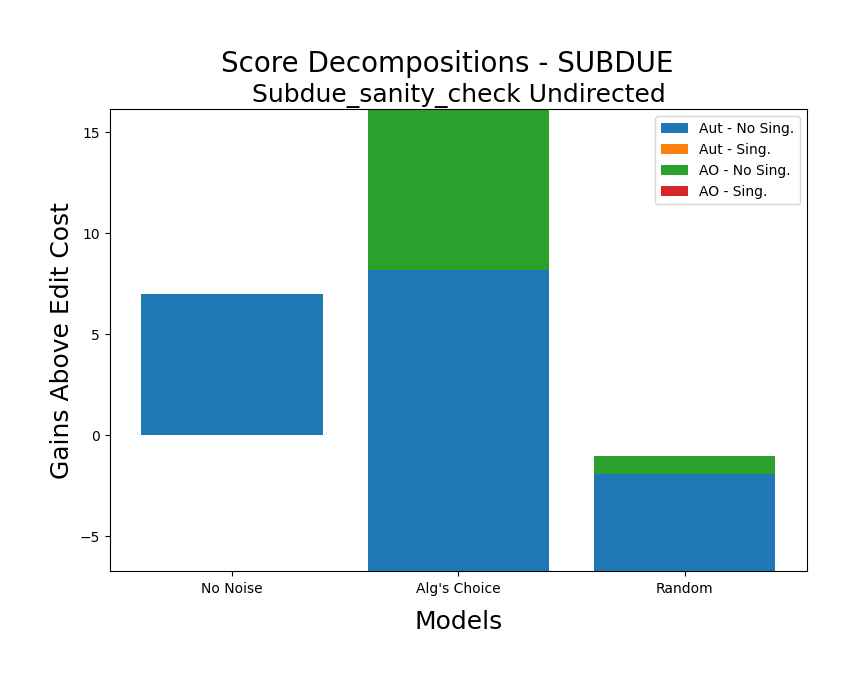 Score Decompositions - SUBDUE
Subdue_sanity_check Undirected
Aut - No Sing.
Aut - Sing.
AO - No Sing.
AO - Sing.
Gains Above Edit Cost
15
10
5
0
−5
No Noise
Alg's Choice
Random
Models